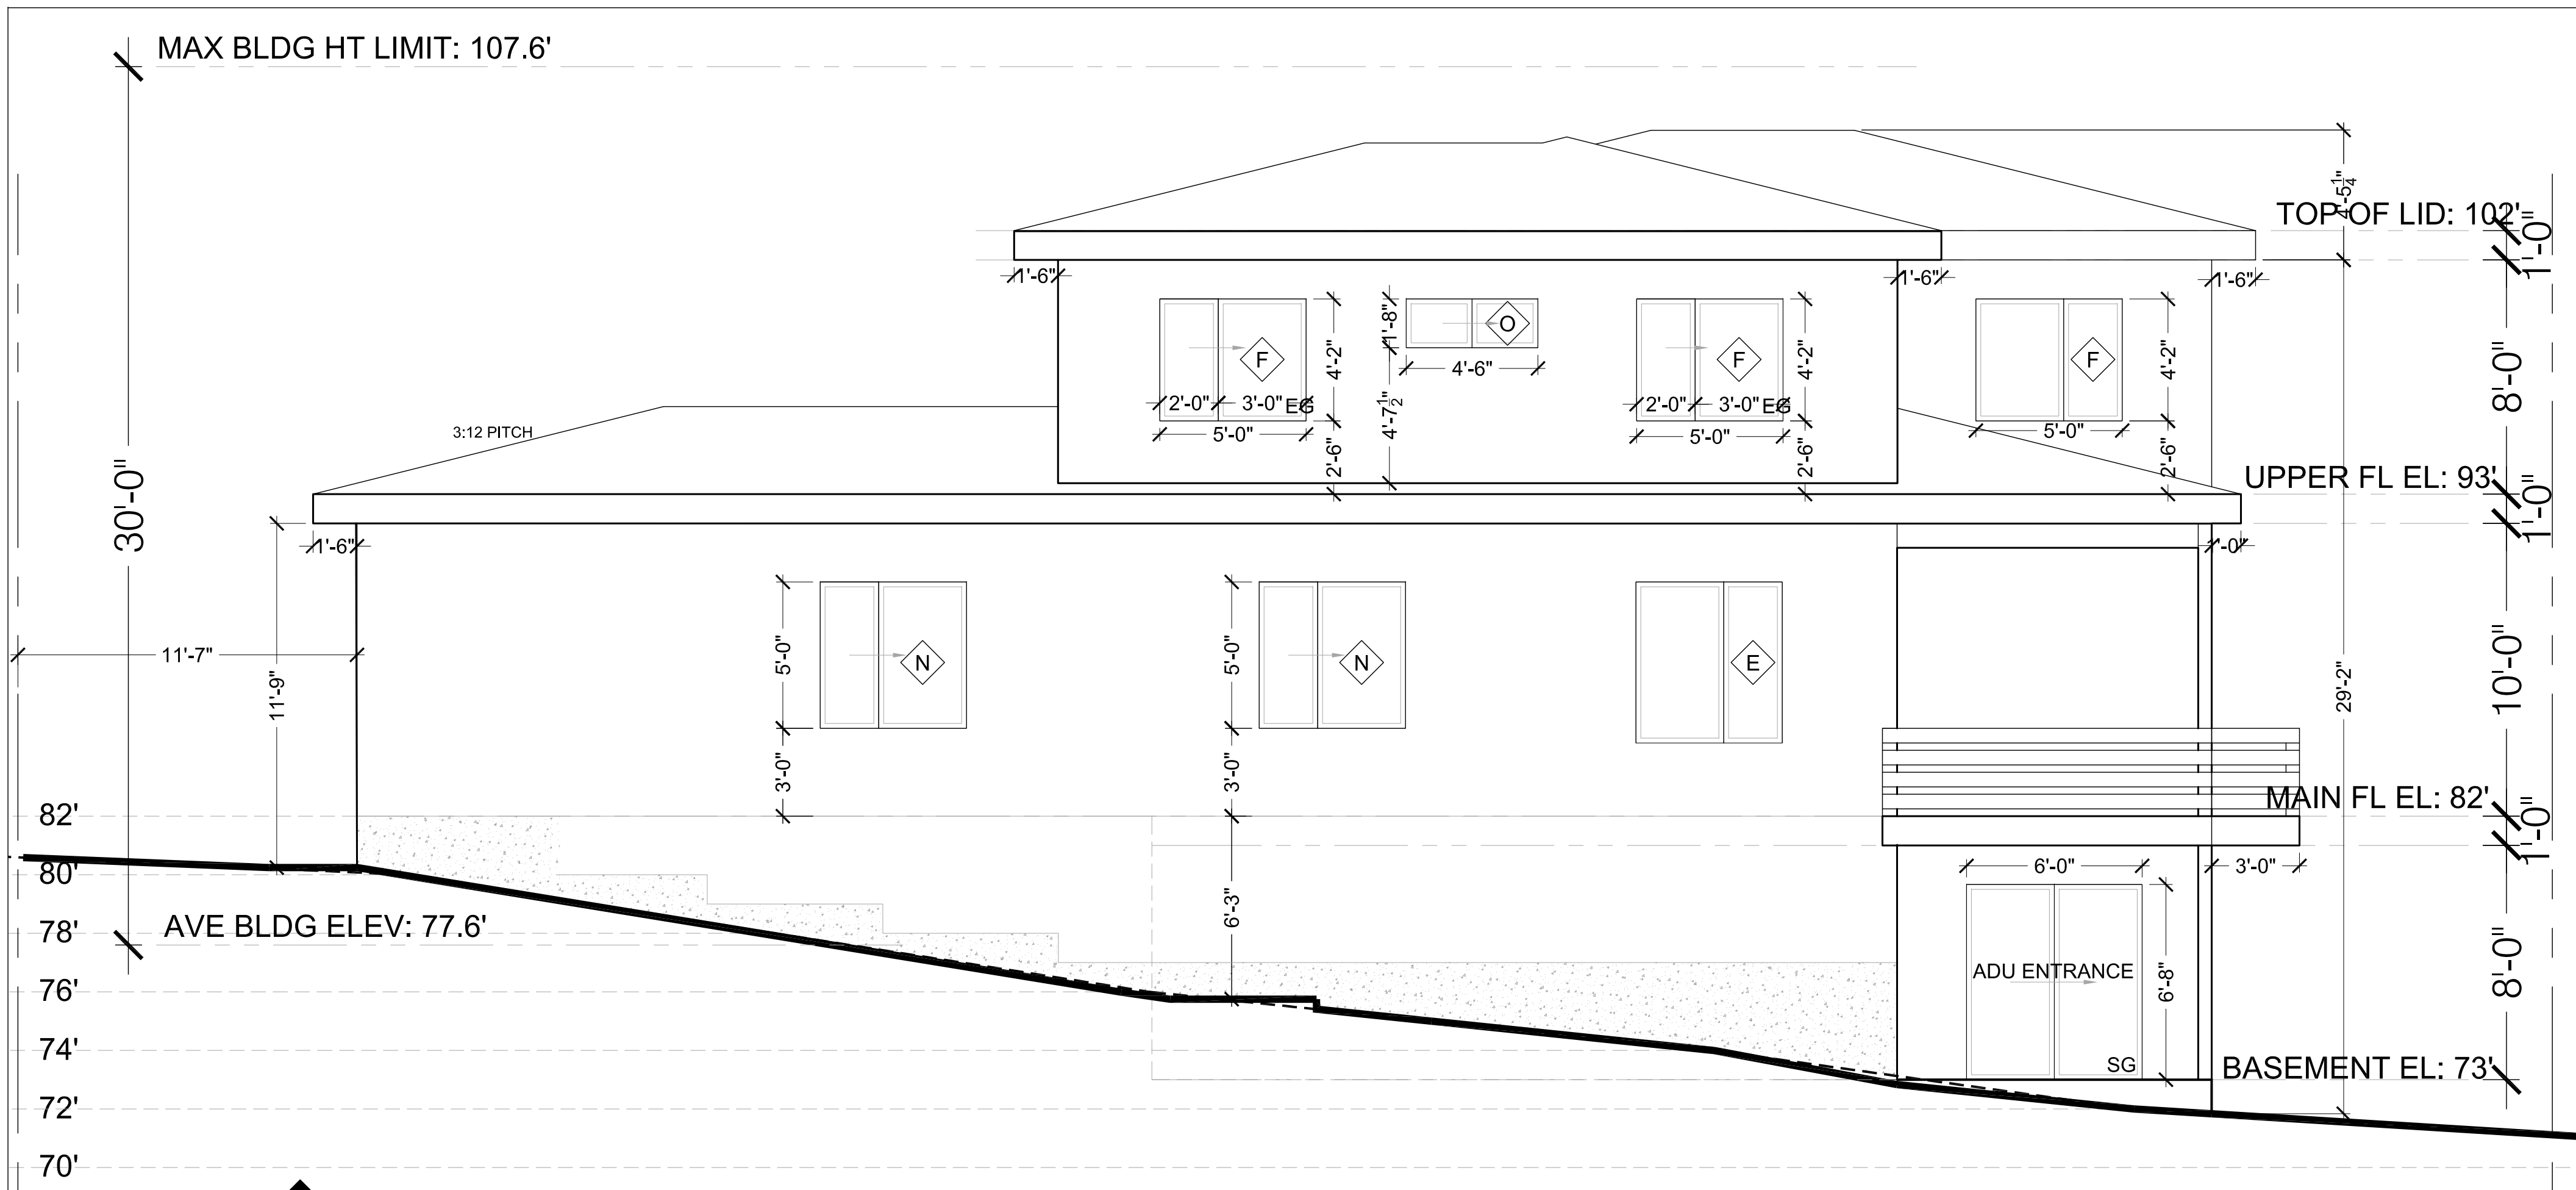 MAX BLDG HT LIMIT: 107.6'
4'-5 1/4"
TOP OF LID: 102'
1'-0"
1'-6"
1'-6"
1'-6"
1'-8"
O
4'-6"
F
4'-2"
F
4'-2"
F
4'-2"
8'-0"
2'-0"
3'-0"
EG
5'-0"
4'-7 1/2"
2'-0"
3'-0"
EG
5'-0"
5'-0"
3:12 PITCH
2'-6"
2'-6"
2'-6"
UPPER FL EL: 93'
30'-0"
1'-0"
1'-6"
1'-0"
11'-7"
11'-9"
5'-0"
N
5'-0"
N
E
29'-2"
10'-0"
3'-0"
3'-0"
MAIN FL EL: 82'
82'
1'-0"
6'-0"
3'-0"
80'
6'-3"
AVE BLDG ELEV: 77.6'
78'
8'-0"
ADU ENTRANCE
6'-8"
76'
74'
SG
BASEMENT EL: 73'
72'
70'